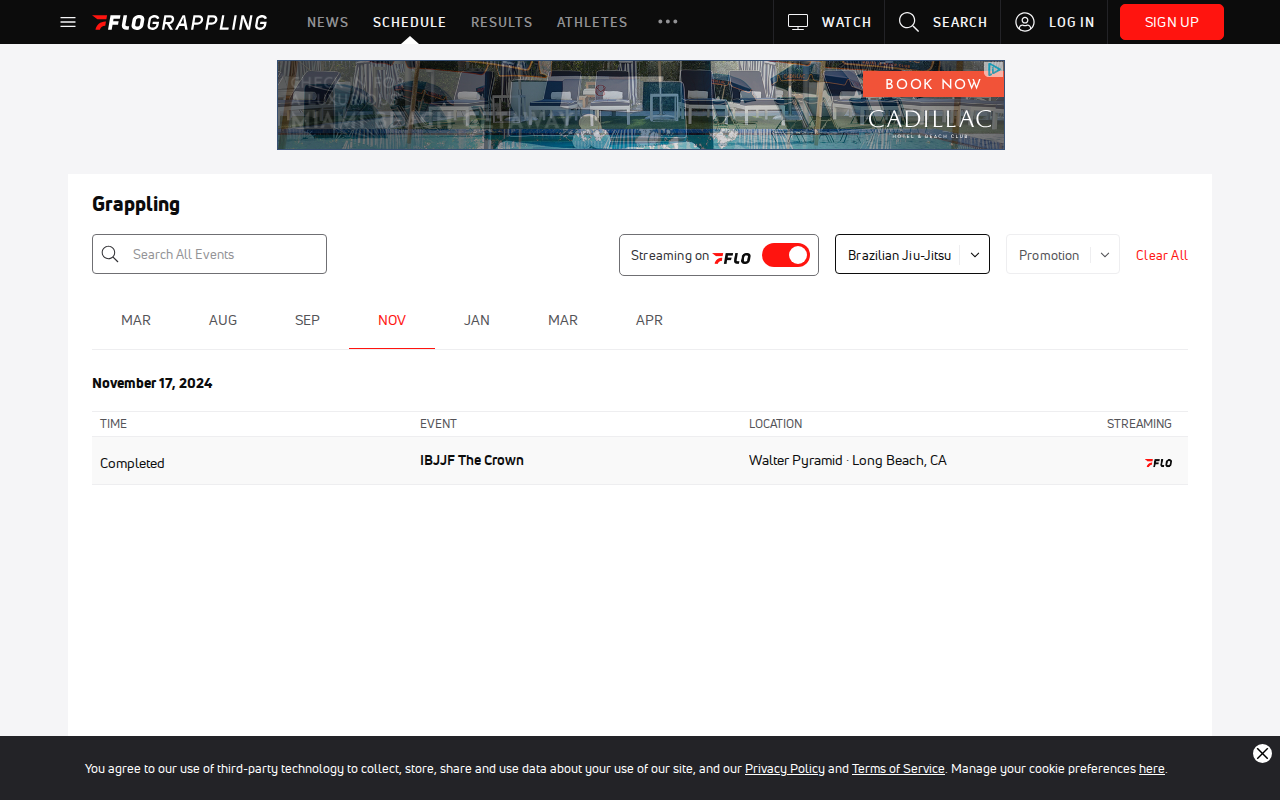 FLOGRAPPLING NEWS SCHEDULE RESULTS ATHLETES WATCH SEARCH LOG IN SIGN UP
CHECK IN FOR
A LUXURIOUS
MIAMI BEACH GETAWAY
BOOK NOW
CADILLAC
HOTEL & BEACH CLUB
Grappling
Search All Events Streaming on FLO Brazilian Jiu-Jitsu Promotion Clear All
MAR AUG SEP NOV JAN MAR APR
November 17, 2024
TIME EVENT LOCATION STREAMING
Completed IBJJF The Crown Walter Pyramid · Long Beach, CA FLO
You agree to our use of third-party technology to collect, store, share and use data about your use of our site, and our Privacy Policy and Terms of Service. Manage your cookie preferences here.